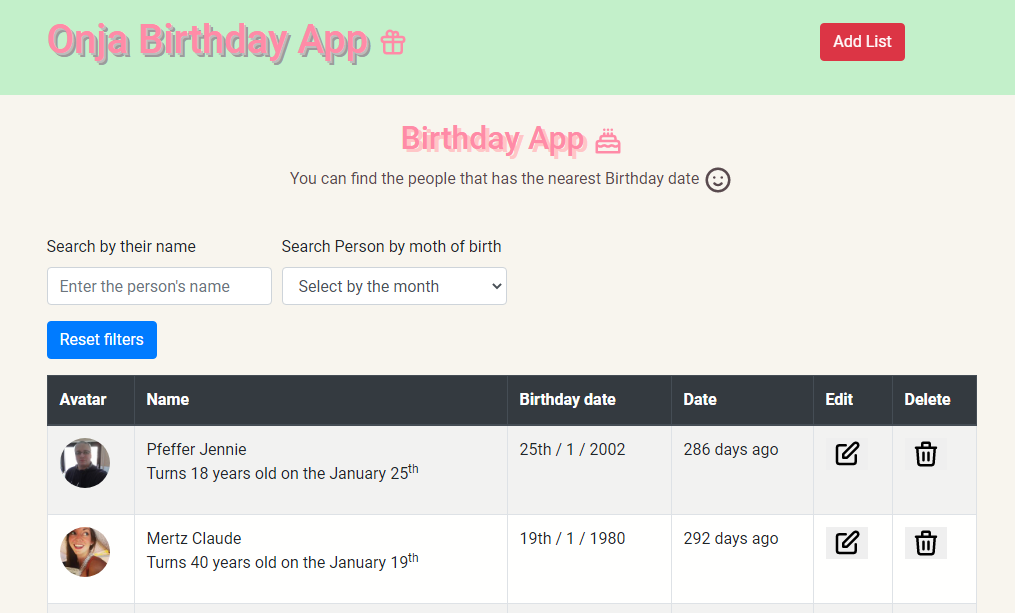 Onja Birthday App
Add List
Birthday App
You can find the people that has the nearest Birthday date
Search by their name
Search Person by moth of birth
Enter the person's name
Select by the month
Reset filters
Avatar Name Birthday date Date Edit Delete
Pfeffer Jennie 25th / 1 / 2002 286 days ago
Turns 18 years old on the January 25th
Mertz Claude 19th / 1 / 1980 292 days ago
Turns 40 years old on the January 19th